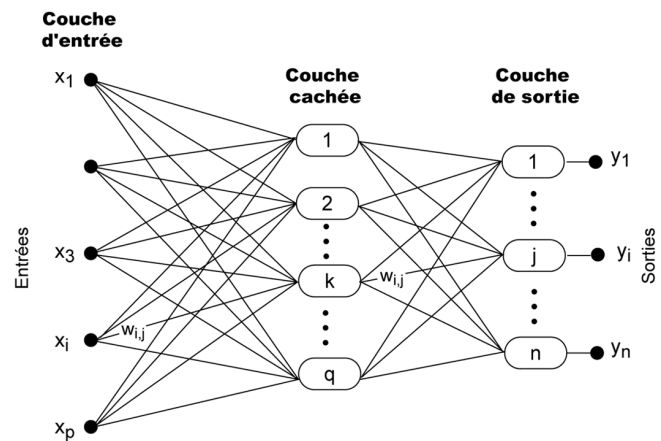 Couche
d'entrée
Couche
cachée
Couche
de sortie
x1
x3
xi
xp
Entrées
wi,j
1
2
k
q
wi,j
1
j
n
y1
yi
yn
Sorties